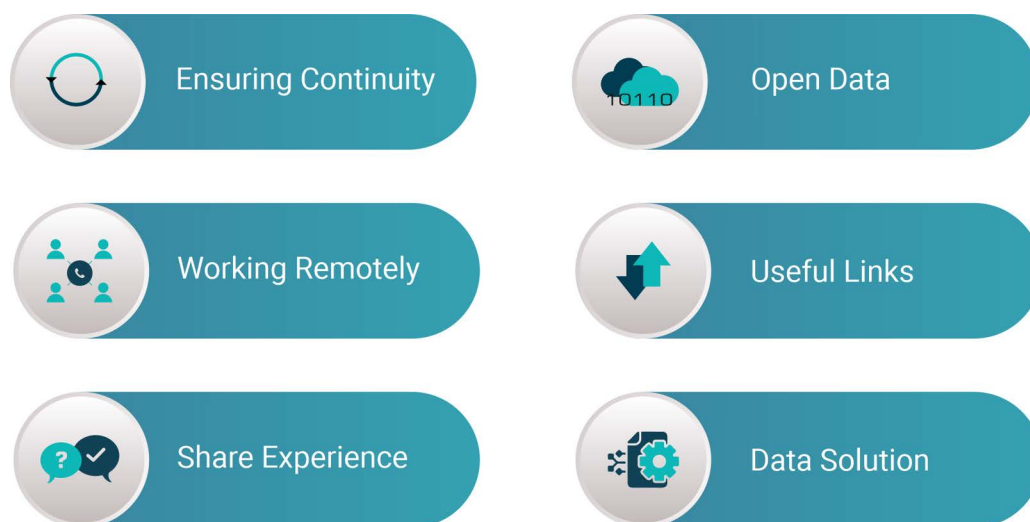 Ensuring Continuity
Open Data
10110
Working Remotely
Useful Links
?
Share Experience
Data Solution